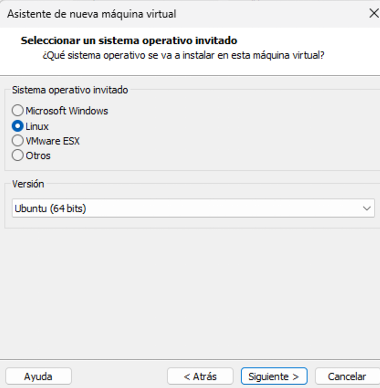 Asistente de nueva máquina virtual
Seleccionar un sistema operativo invitado
¿Qué sistema operativo se va a instalar en esta máquina virtual?
Sistema operativo invitado
Microsoft Windows
Linux
VMware ESX
Otros
Versión
Ubuntu (64 bits)
Ayuda < Atrás Siguiente > Cancelar